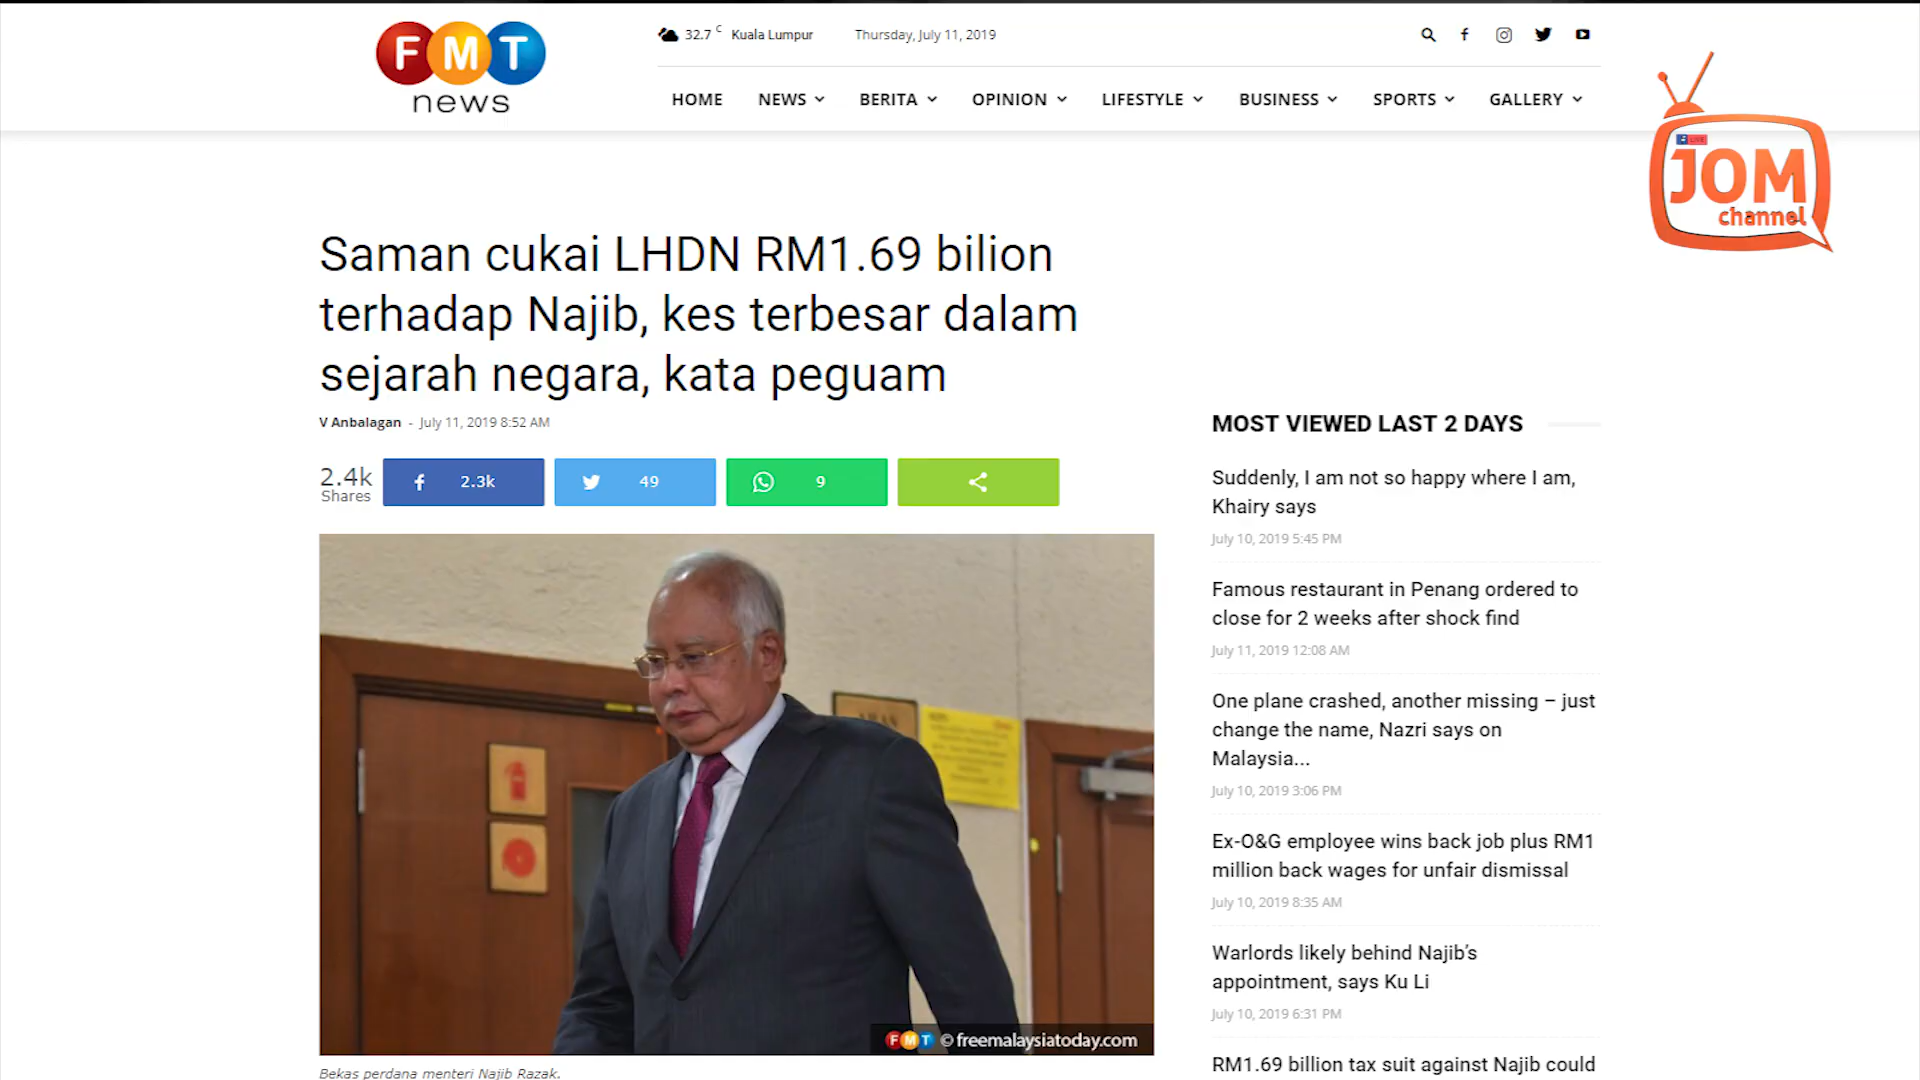 FMT
news
32.7 C Kuala Lumpur Thursday, July 11, 2019
HOME NEWS BERITA OPINION LIFESTYLE BUSINESS SPORTS GALLERY
LIVE
JOM
channel
Saman cukai LHDN RM1.69 bilion
terhadap Najib, kes terbesar dalam
sejarah negara, kata peguam
V Anbalagan - July 11, 2019 8:52 AM
2.4k
Shares
2.3k
49
9
FMT © freemalaysiatoday.com
Bekas perdana menteri Najib Razak.
MOST VIEWED LAST 2 DAYS
Suddenly, I am not so happy where I am,
Khairy says
July 10, 2019 5:45 PM
Famous restaurant in Penang ordered to
close for 2 weeks after shock find
July 11, 2019 12:08 AM
One plane crashed, another missing – just
change the name, Nazri says on
Malaysia...
July 10, 2019 3:06 PM
Ex-O&G employee wins back job plus RM1
million back wages for unfair dismissal
July 10, 2019 8:35 AM
Warlords likely behind Najib’s
appointment, says Ku Li
July 10, 2019 6:31 PM
RM1.69 billion tax suit against Najib could